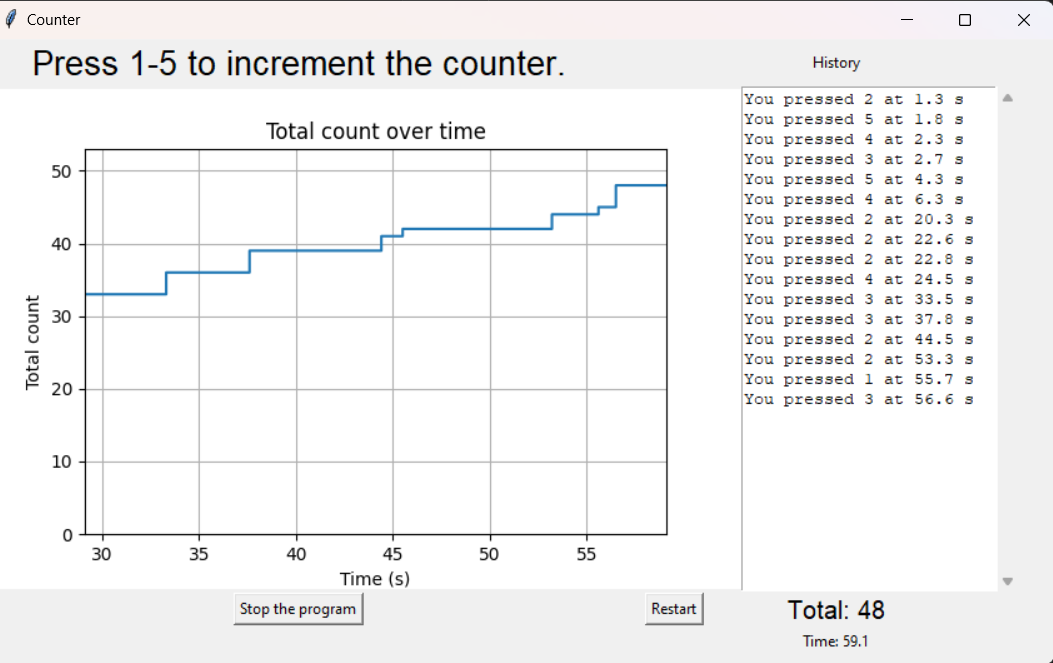 Counter
Press 1-5 to increment the counter.
History
You pressed 2 at 1.3 s
You pressed 5 at 1.8 s
You pressed 4 at 2.3 s
You pressed 3 at 2.7 s
You pressed 5 at 4.3 s
You pressed 4 at 6.3 s
You pressed 2 at 20.3 s
You pressed 2 at 22.6 s
You pressed 2 at 22.8 s
You pressed 4 at 24.5 s
You pressed 3 at 33.5 s
You pressed 3 at 37.8 s
You pressed 2 at 44.5 s
You pressed 2 at 53.3 s
You pressed 1 at 55.7 s
You pressed 3 at 56.6 s
Total count over time
Total count
50
40
30
20
10
0
30 35 40 45 50 55
Time (s)
Stop the program
Restart
Total: 48
Time: 59.1